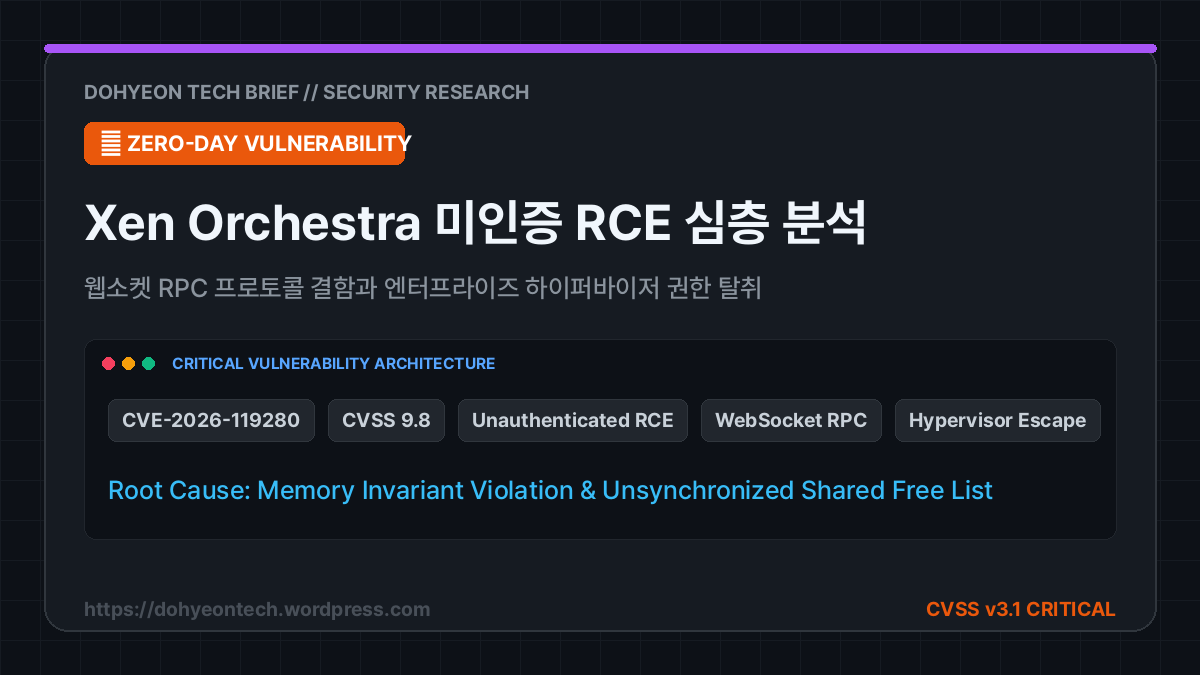 DOHYEON TECH BRIEF // SECURITY RESEARCH
ZERO-DAY VULNERABILITY
Xen Orchestra 미인증 RCE 심층 분석
웹소켓 RPC 프로토콜 결함과 엔터프라이즈 하이퍼바이저 권한 탈취
CRITICAL VULNERABILITY ARCHITECTURE
CVE-2026-119280 CVSS 9.8 Unauthenticated RCE WebSocket RPC Hypervisor Escape
Root Cause: Memory Invariant Violation & Unsynchronized Shared Free List
https://dohyeontech.wordpress.com CVSS v3.1 CRITICAL